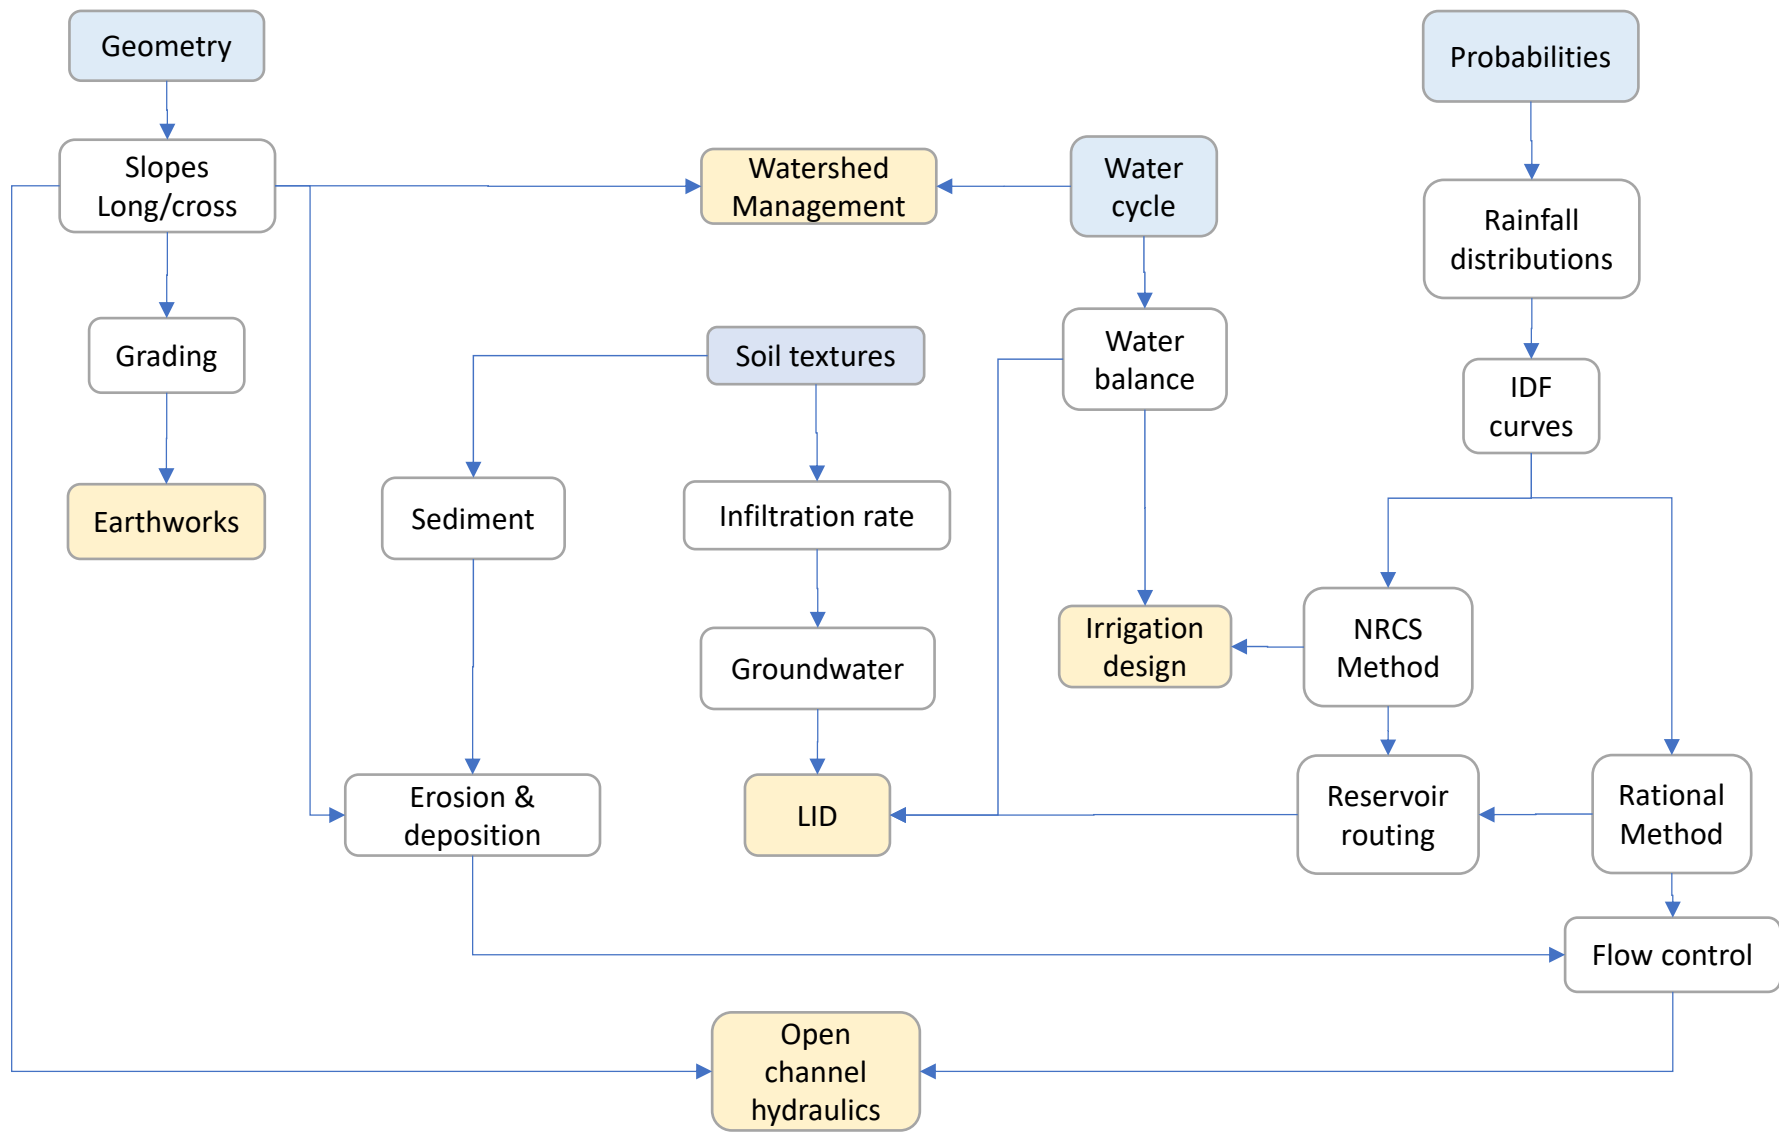 Geometry
Probabilities
Slopes
Long/cross
Watershed
Management
Water
cycle
Rainfall
distributions
Grading
Soil textures
Water
balance
IDF
curves
Earthworks
Sediment
Infiltration rate
Irrigation
design
NRCS
Method
Groundwater
Erosion &
deposition
LID
Reservoir
routing
Rational
Method
Flow control
Open
channel
hydraulics